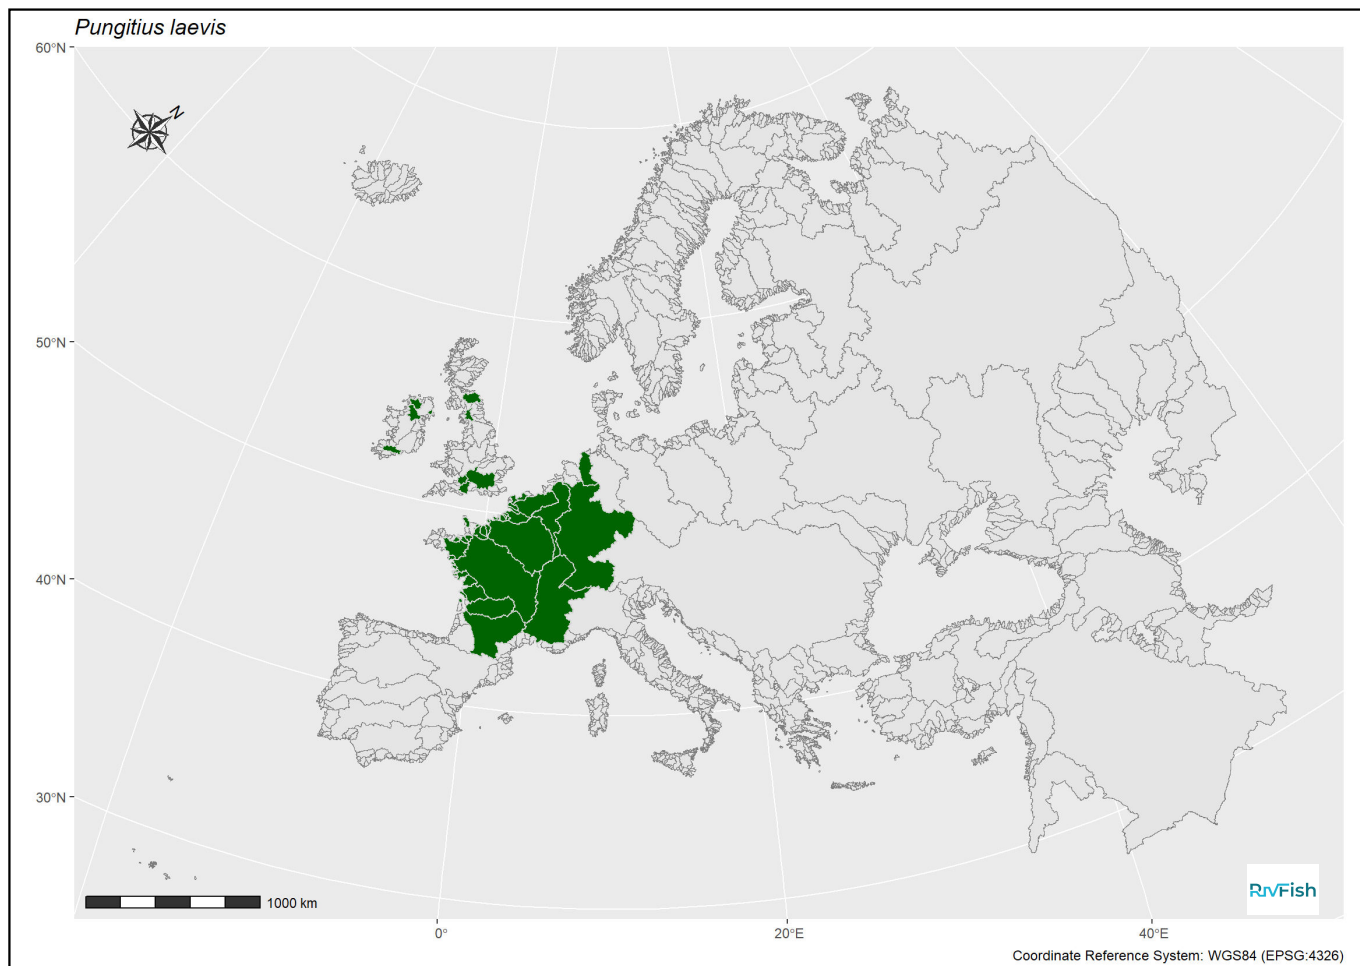 Pungitius laevis
60°N
N
50°N
40°N
30°N
1000 km
RivFish
0°
20°E
40°E
Coordinate Reference System: WGS84 (EPSG:4326)